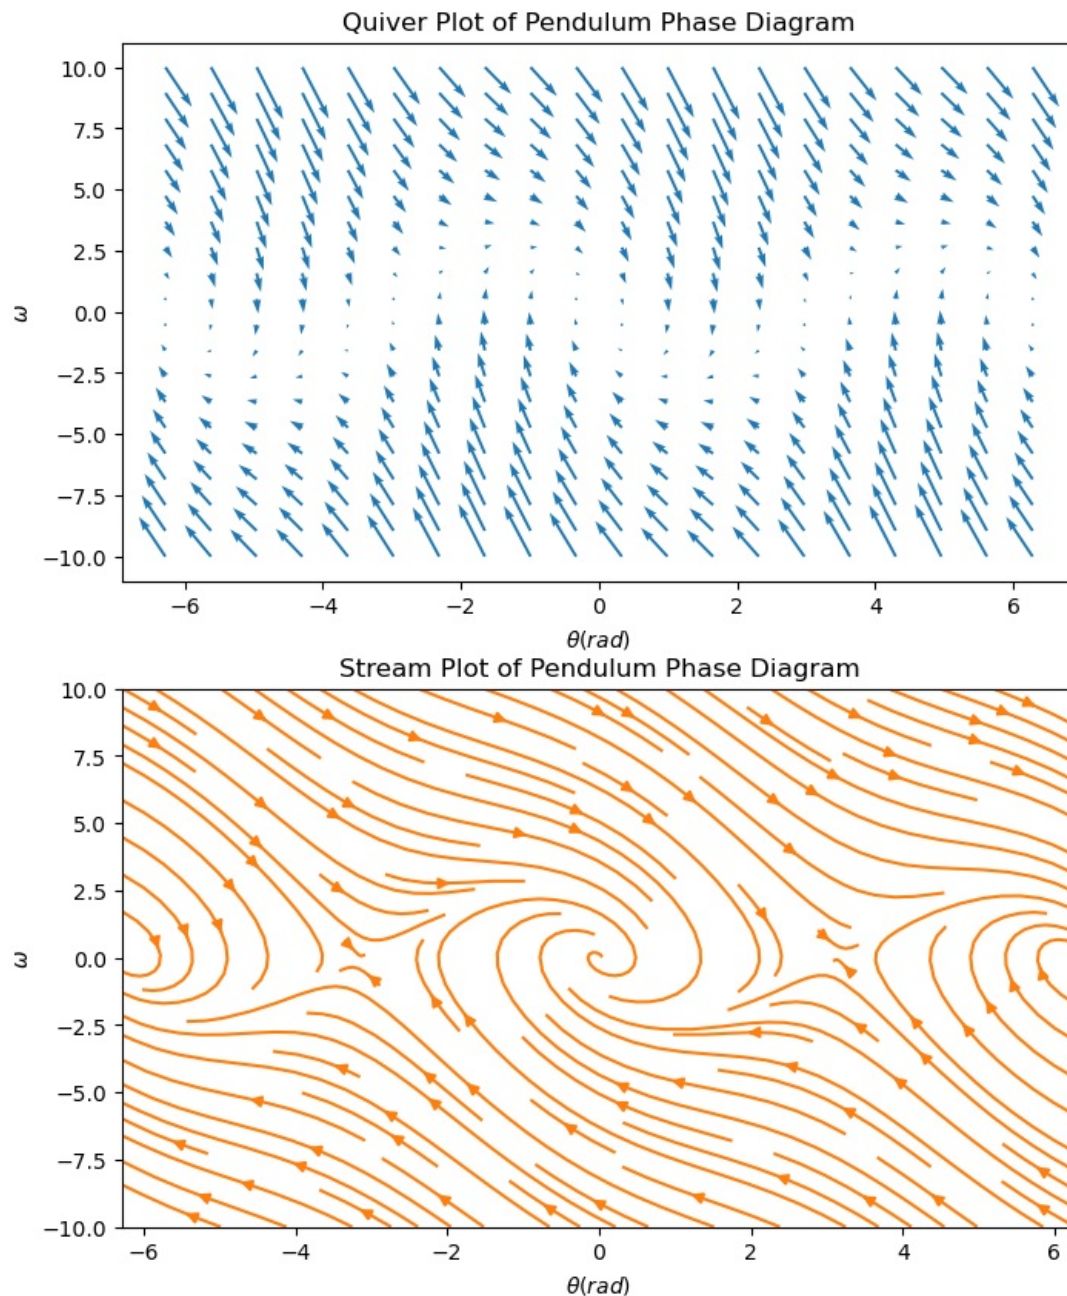 Quiver Plot of Pendulum Phase Diagram
10.0
7.5
5.0
2.5
0.0
−2.5
−5.0
−7.5
−10.0
ω
−6 −4 −2 0 2 4 6
θ(rad)
Stream Plot of Pendulum Phase Diagram
10.0
7.5
5.0
2.5
0.0
−2.5
−5.0
−7.5
−10.0
ω
−6 −4 −2 0 2 4 6
θ(rad)